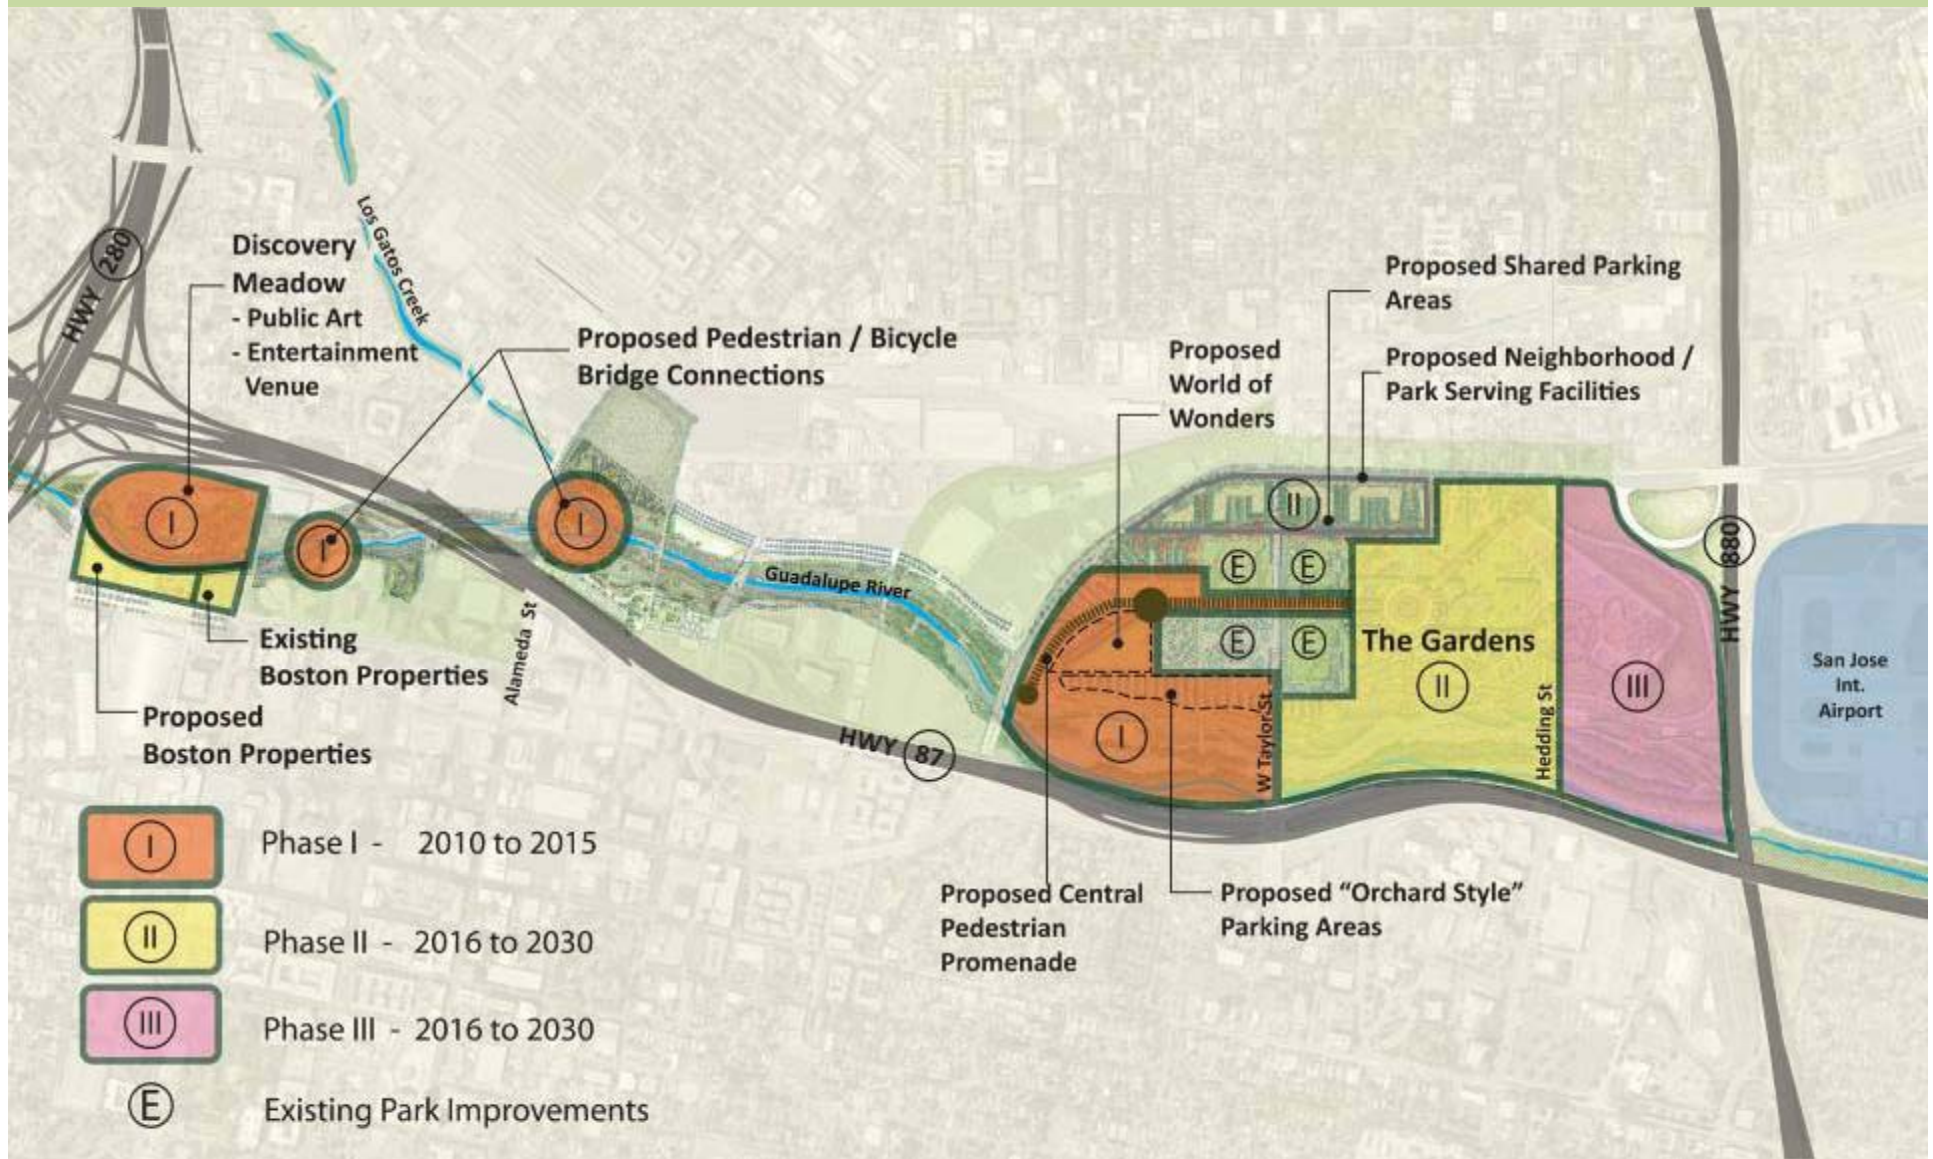 HWY 280
Los Gatos Creek
Discovery
Meadow
- Public Art
- Entertainment
Venue
Proposed Pedestrian / Bicycle
Bridge Connections
Proposed
World of
Wonders
Proposed Shared Parking
Areas
Proposed Neighborhood /
Park Serving Facilities
I
I
I
II
E
E
E
E
Guadalupe River
HWY 880
Existing
Boston Properties
Proposed
Boston Properties
Alameda St
HWY 87
I
W Taylor St
The Gardens
II
Hedding St
III
San Jose
Int.
Airport
Proposed Central
Pedestrian
Promenade
Proposed “Orchard Style”
Parking Areas
I Phase I - 2010 to 2015
II Phase II - 2016 to 2030
III Phase III - 2016 to 2030
E Existing Park Improvements